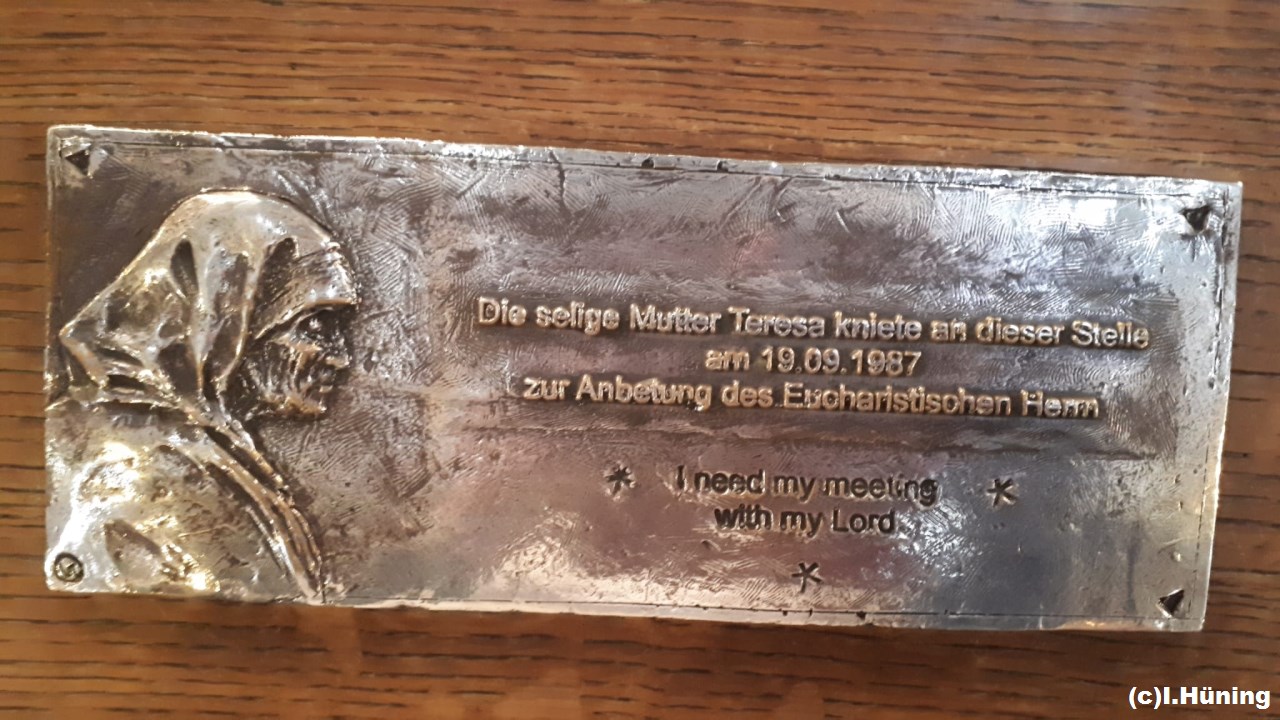 Die selige Mutter Teresa kniete an dieser Stelle
am 19.09.1987
zur Anbetung des Eucharistischen Herrn
* I need my meeting *
with my Lord
*
(c)I.Hüning